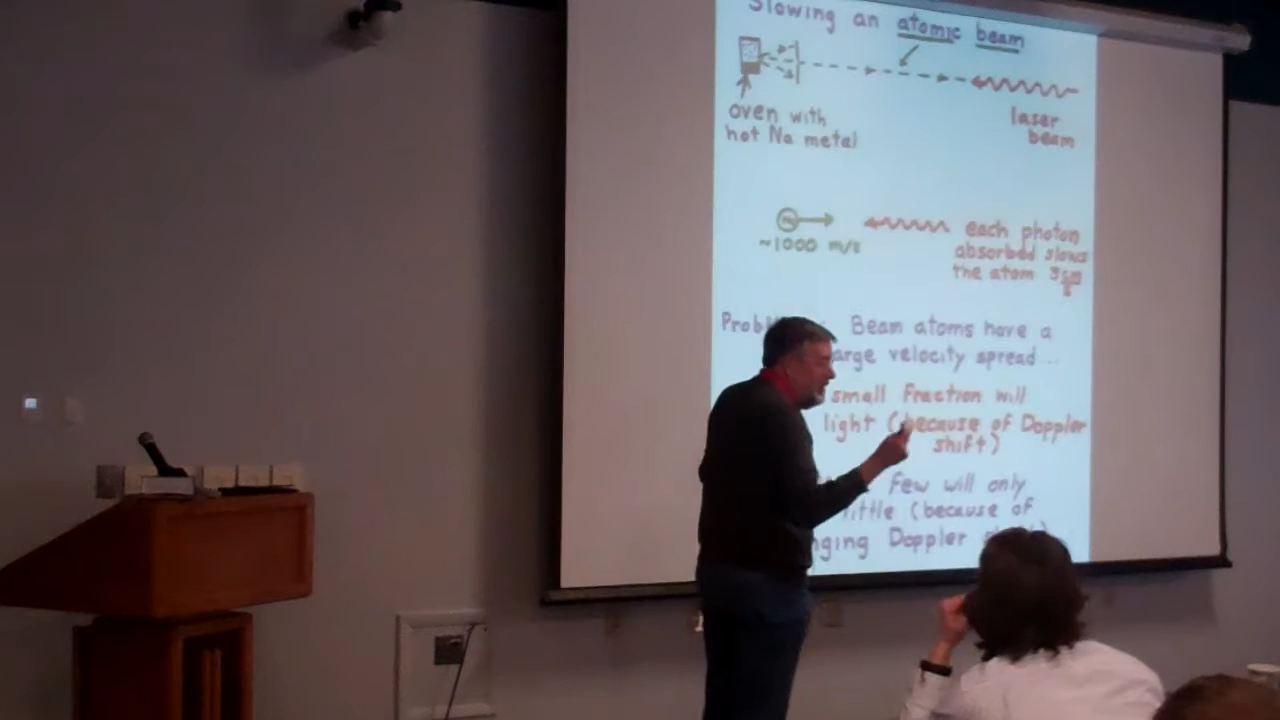 Slowing an atomic beam
oven with
hot Na metal
laser
beam
~1000 m/s
each photon
absorbed slows
the atom 3
Beam atoms have a
velocity spread...
small fraction will
light (because of Doppler
shift)
few will only
(because of
Doppler